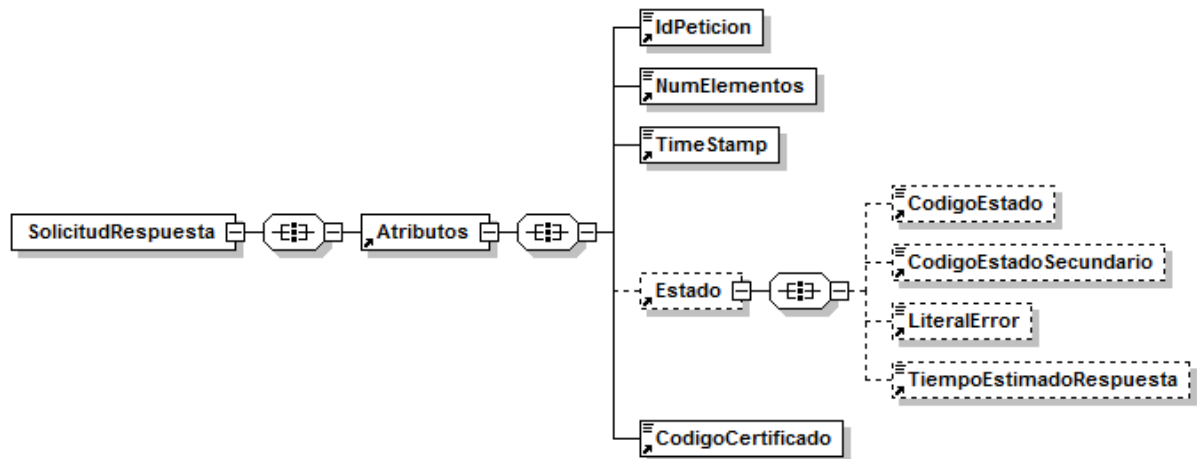 IdPeticion
NumElementos
TimeStamp
SolicitudRespuesta
Atributos
Estado
CodigoEstado
CodigoEstadoSecundario
LiteralError
TiempoEstimadoRespuesta
CodigoCertificado